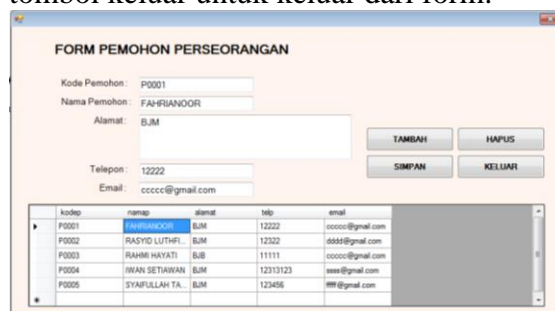 tombol keluar untuk keluar dari form.
FORM PEMOHON PERSEORANGAN
Kode Pemohon : P0001
Nama Pemohon : FAHRIANOOR
Alamat : BJM
TAMBAH HAPUS
Telepon : 12222
SIMPAN KELUAR
Email : ccccc@gmail.com
kodep namap alamat telp email
P0001 FAHRIANOOR BJM 12222 ccccc@gmail.com
P0002 RASYID LUTHFI... BJM 12322 dddd@gmail.com
P0003 RAHMI HAYATI BJB 11111 ccccc@gmail.com
P0004 IWAN SETIAWAN BJM 12313123 ssss@gmail.com
P0005 SYAIFULLAH TA... BJM 123456